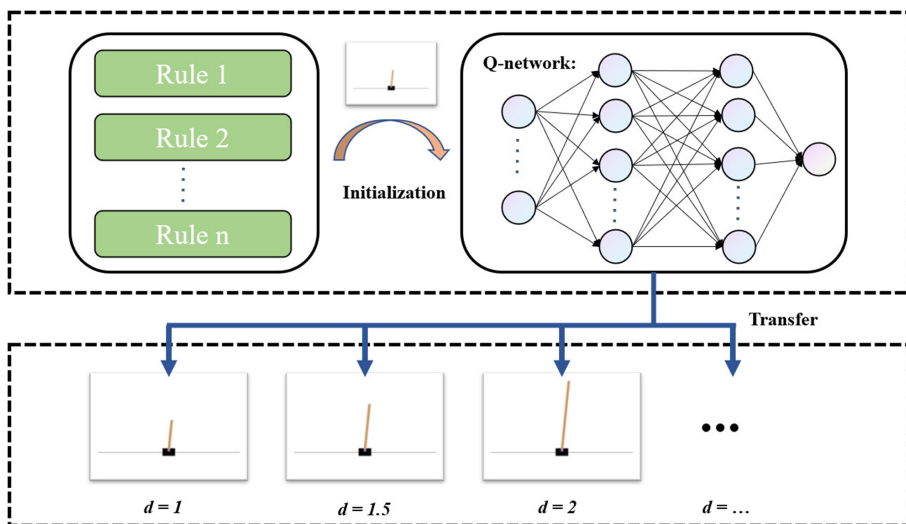 Rule 1
Rule 2
Rule n
Initialization
Q-network:
Transfer
d = 1
d = 1.5
d = 2
d = ...